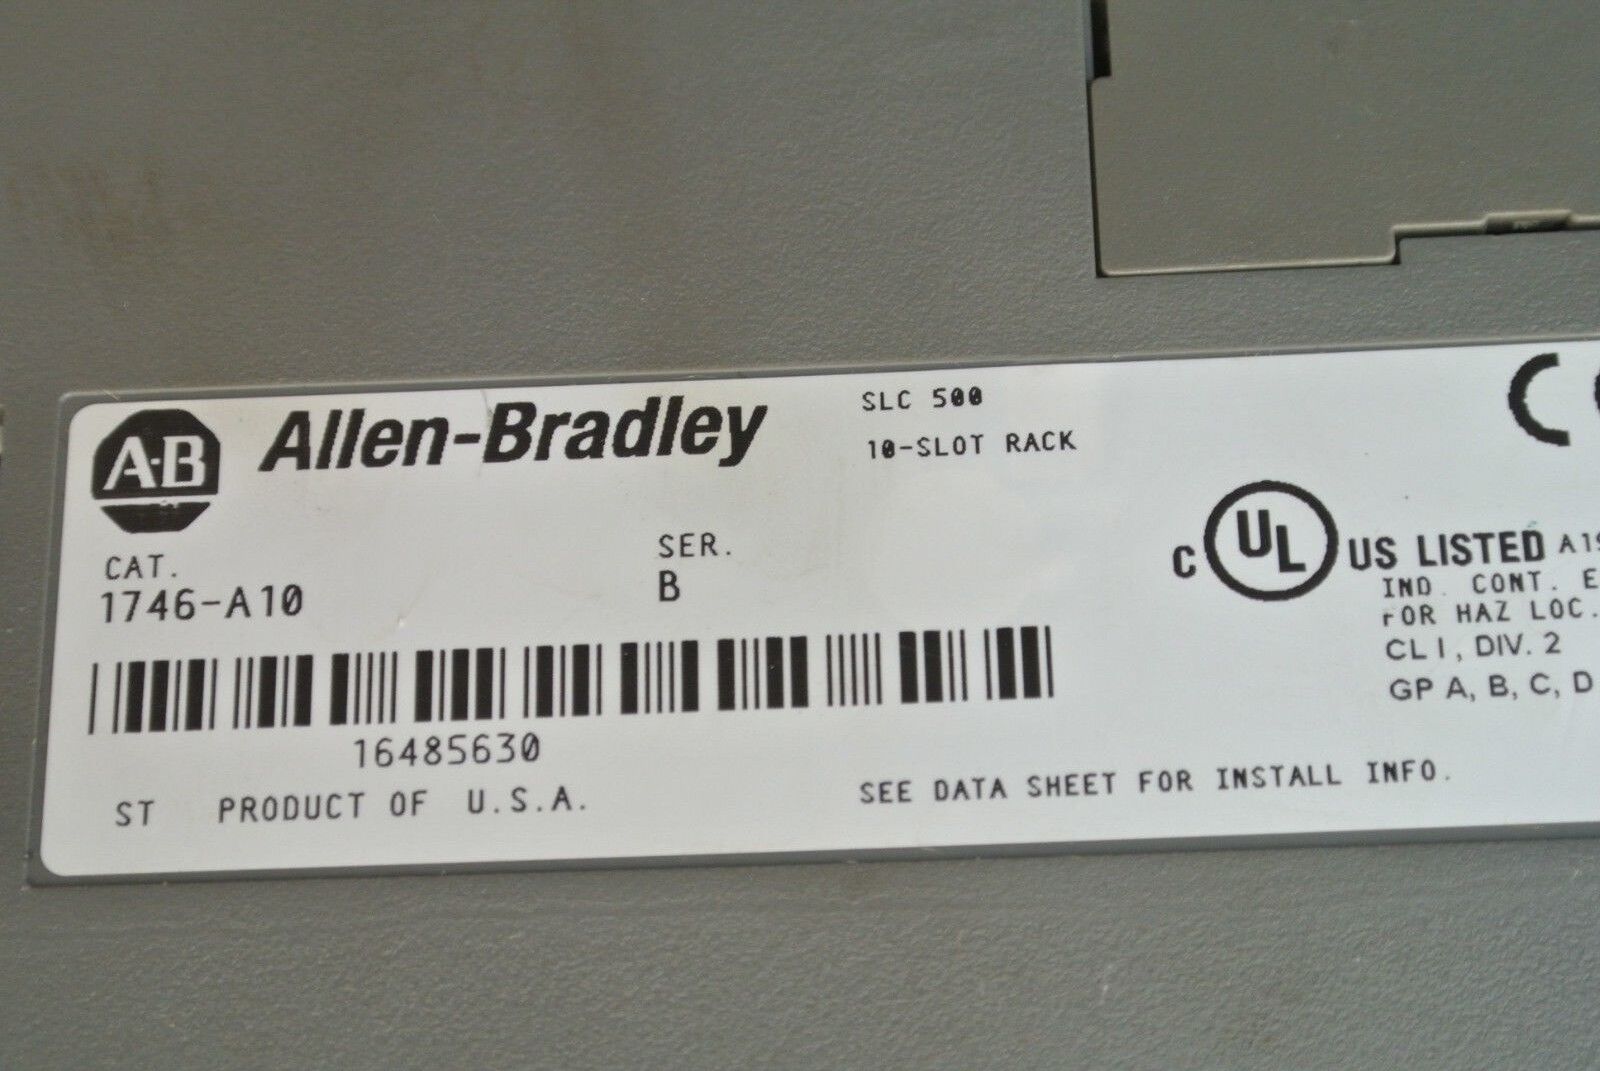 A-B Allen-Bradley
SLC 500
10-SLOT RACK
CE
C UL US LISTED
IND. CONT. E
FOR HAZ LOC.
CL I, DIV. 2
GP A, B, C, D
CAT.
1746-A10
SER.
B
16485630
ST PRODUCT OF U.S.A.
SEE DATA SHEET FOR INSTALL INFO.